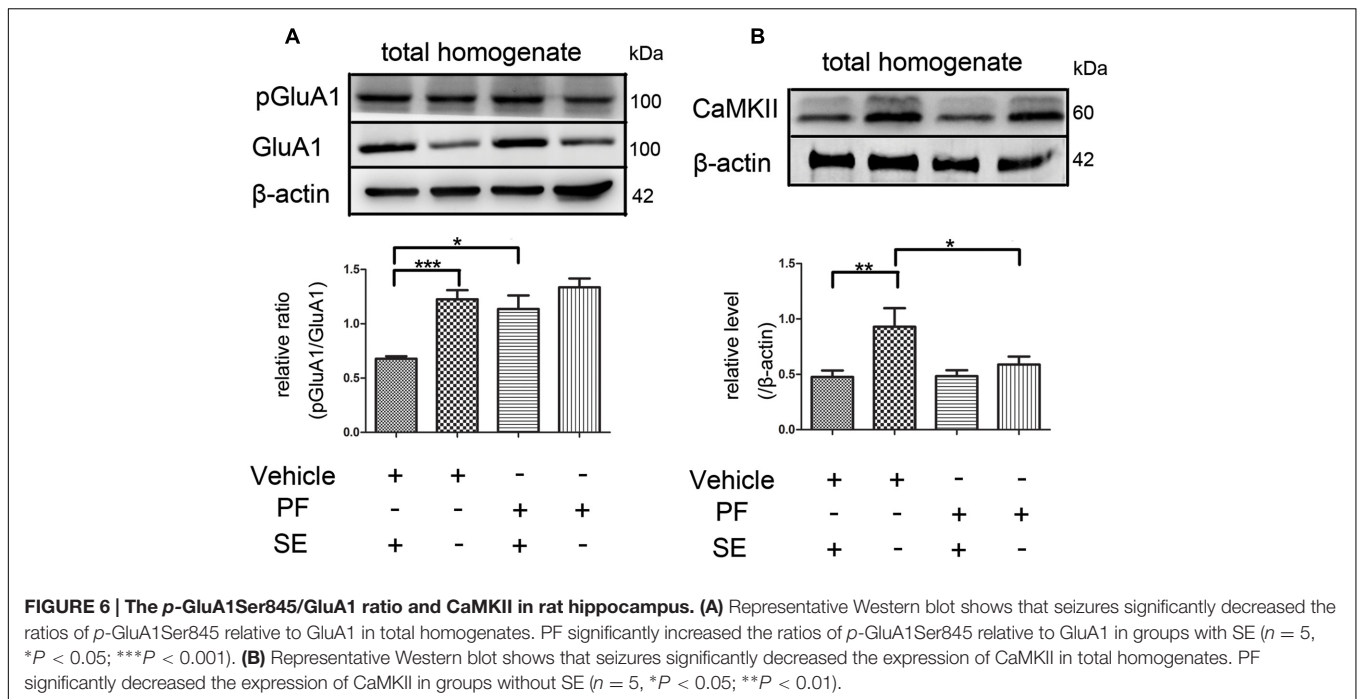 A
total homogenate
kDa
pGluA1
100
GluA1
100
β-actin
42
*
***
relative ratio
(pGluA1/GluA1)
1.5
1.0
0.5
0.0
Vehicle + + - -
PF - - + +
SE + - + -
B
total homogenate
kDa
CaMKII
60
β-actin
42
*
**
relative level
(/β-actin)
1.5
1.0
0.5
0.0
Vehicle + + - -
PF - - + +
SE + - + -
FIGURE 6 | The p-GluA1Ser845/GluA1 ratio and CaMKII in rat hippocampus. (A) Representative Western blot shows that seizures significantly decreased the
ratios of p-GluA1Ser845 relative to GluA1 in total homogenates. PF significantly increased the ratios of p-GluA1Ser845 relative to GluA1 in groups with SE (n = 5,
*P < 0.05; ***P < 0.001). (B) Representative Western blot shows that seizures significantly decreased the expression of CaMKII in total homogenates. PF
significantly decreased the expression of CaMKII in groups without SE (n = 5, *P < 0.05; **P < 0.01).